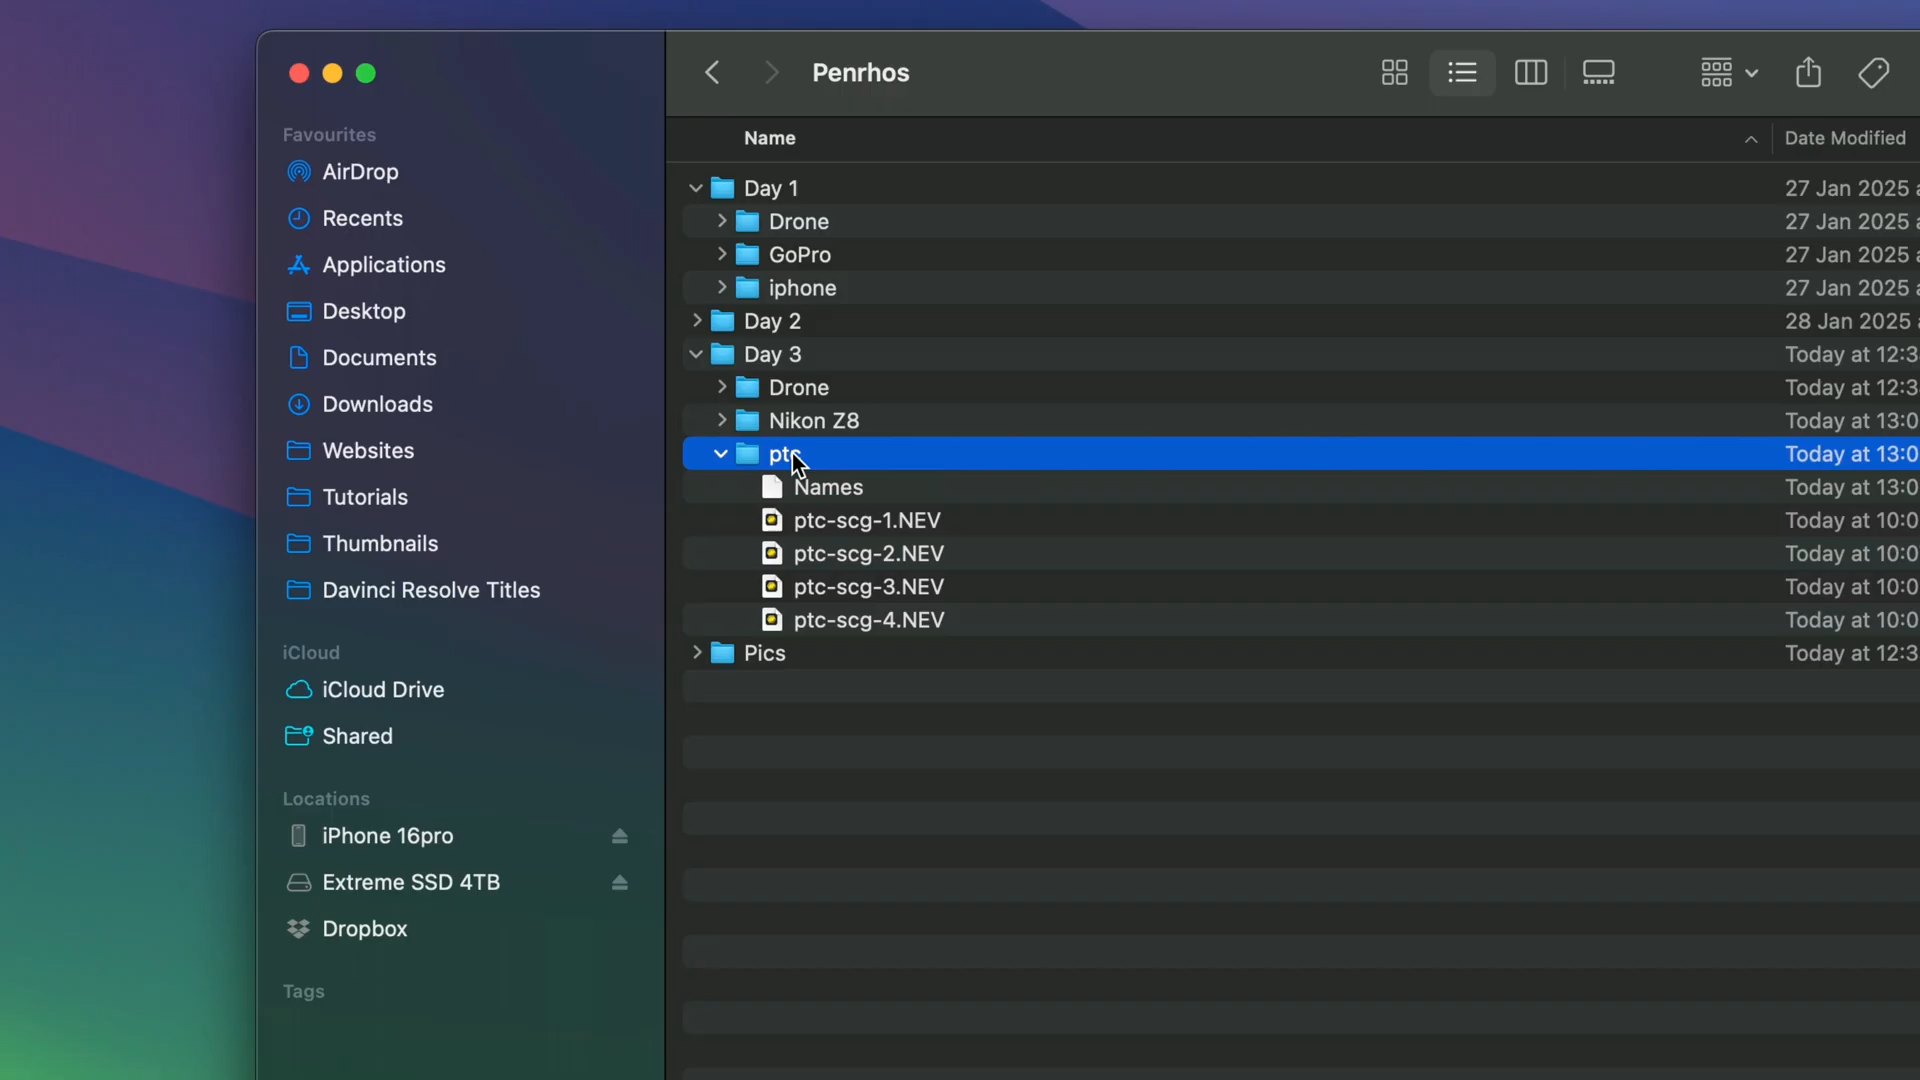 Penrhos
Favourites
AirDrop
Recents
Applications
Desktop
Documents
Downloads
Websites
Tutorials
Thumbnails
Davinci Resolve Titles
iCloud
iCloud Drive
Shared
Locations
iPhone 16pro
Extreme SSD 4TB
Dropbox
Tags
Name Date Modified
Day 1 27 Jan 2025 a
Drone 27 Jan 2025 a
GoPro 27 Jan 2025 a
iphone 27 Jan 2025 a
Day 2 28 Jan 2025 a
Day 3 Today at 12:3
Drone Today at 12:3
Nikon Z8 Today at 13:0
ptc Today at 13:0
Names Today at 13:0
ptc-scg-1.NEV Today at 10:0
ptc-scg-2.NEV Today at 10:0
ptc-scg-3.NEV Today at 10:0
ptc-scg-4.NEV Today at 10:0
Pics Today at 12:3